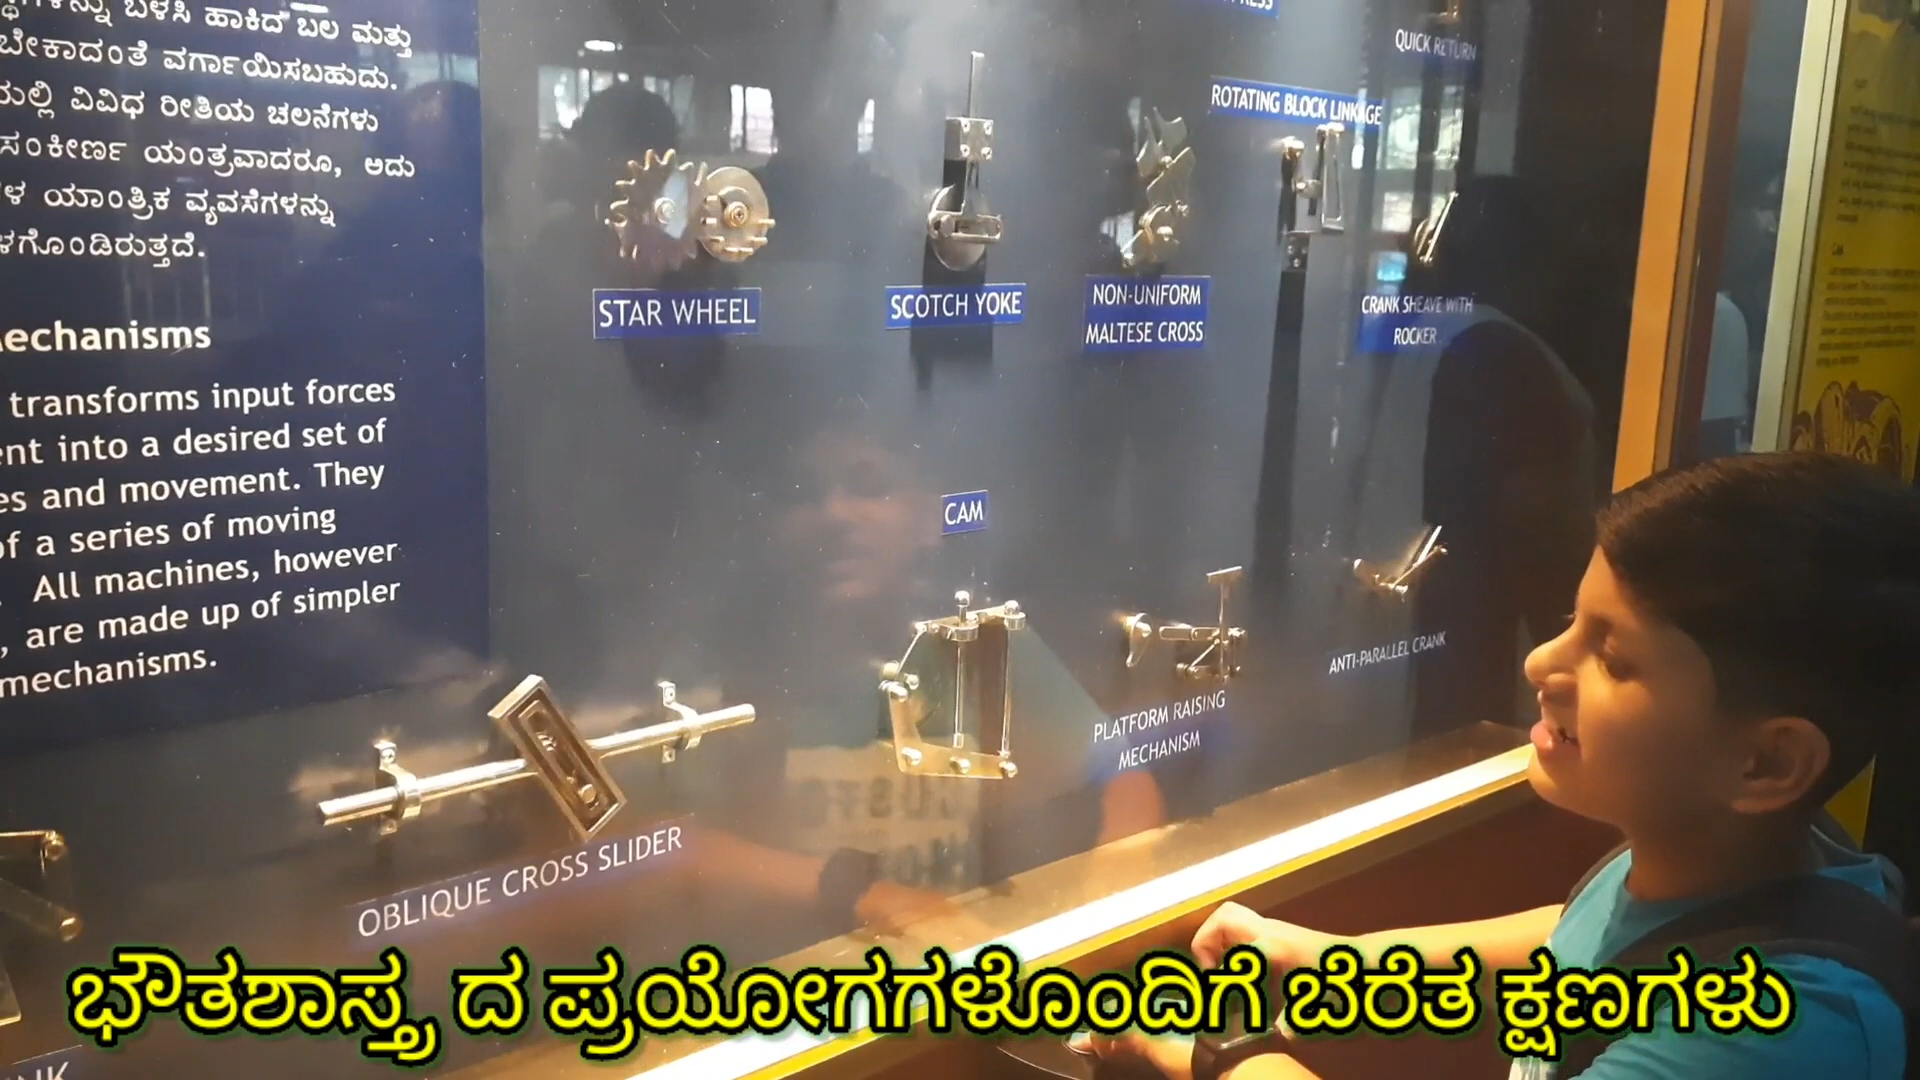 ಬಳಸಿ ಹಾಕಿದ ಬಲ ಮತ್ತು
ಬೇಕಾದಂತೆ ವರ್ಗಾಯಿಸಬಹುದು.
ವಿವಿಧ ರೀತಿಯ ಚಲನೆಗಳು
ಸಂಕೀರ್ಣ ಯಂತ್ರವಾದರೂ, ಅದು
ಯಾಂತ್ರಿಕ ವ್ಯವಸೆಗಳನ್ನು
ಳಗೊಂಡಿರುತ್ತದೆ.
echanisms
transforms input forces
ent into a desired set of
es and movement. They
of a series of moving
All machines, however
, are made up of simpler
mechanisms.
QUICK RETURN
ROTATING BLOCK LINKAGE
STAR WHEEL
SCOTCH YOKE
NON-UNIFORM
MALTESE CROSS
CRANK SHEAVE WITH
ROCKER
CAM
PLATFORM RAISING
MECHANISM
ANTI-PARALLEL CRANK
OBLIQUE CROSS SLIDER
ಭೌತಶಾಸ್ತ್ರ ದ ಪ್ರಯೋಗಗಳೊಂದಿಗೆ ಬೆರೆತ ಕ್ಷಣಗಳು